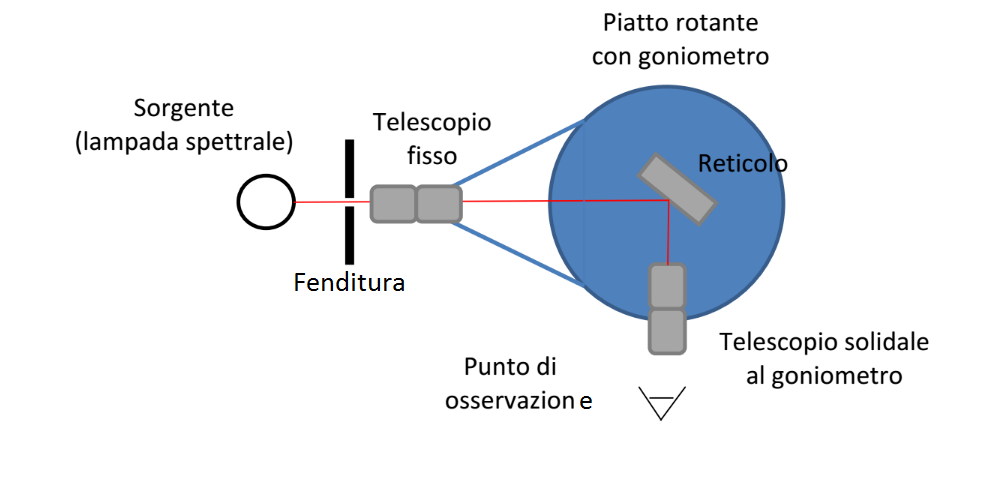 Piatto rotante
con goniometro
Sorgente
(lampada spettrale)
Telescopio
fisso
Reticolo
Fenditura
Telescopio solidale
al goniometro
Punto di
osservazion e